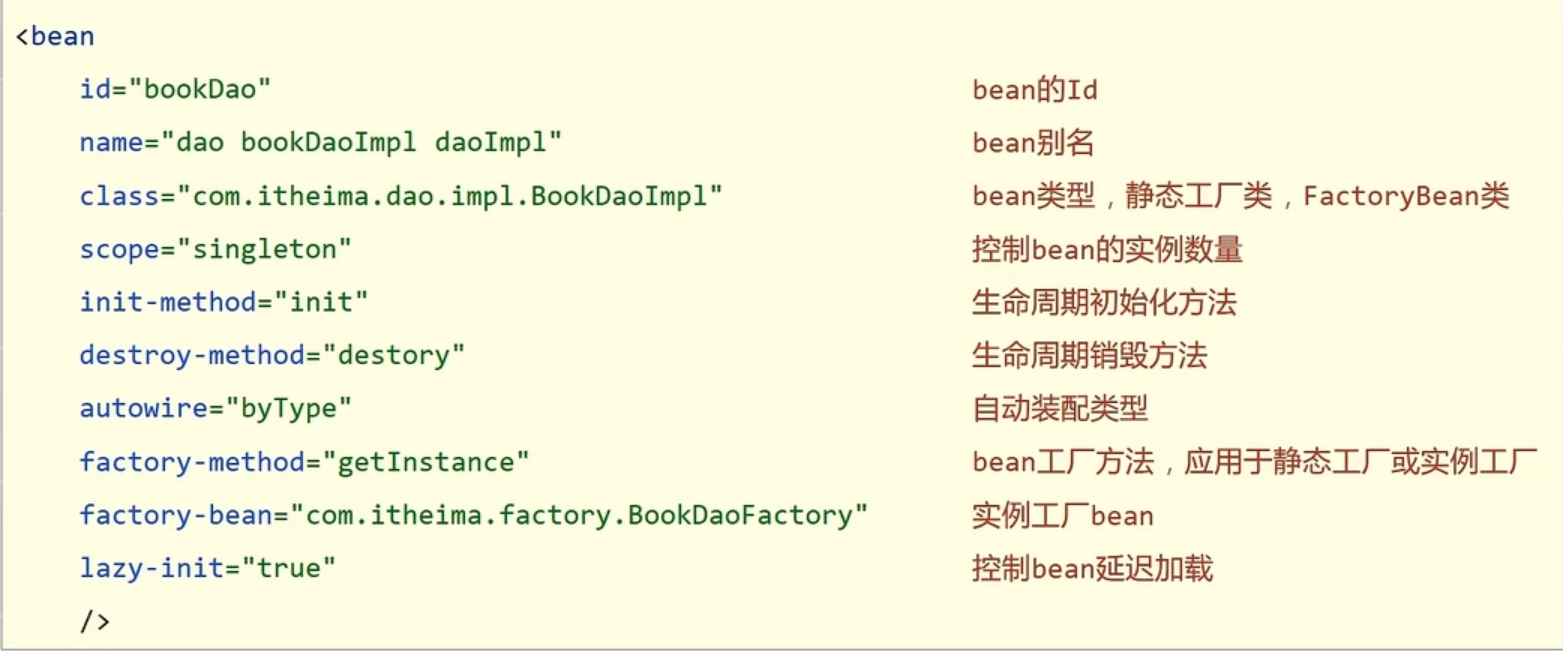 <bean
id="bookDao" bean的Id
name="dao bookDaoImpl daoImpl" bean别名
class="com.itheima.dao.impl.BookDaoImpl" bean类型，静态工厂类，FactoryBean类
scope="singleton" 控制bean的实例数量
init-method="init" 生命周期初始化方法
destroy-method="destory" 生命周期销毁方法
autowire="byType" 自动装配类型
factory-method="getInstance" bean工厂方法，应用于静态工厂或实例工厂
factory-bean="com.itheima.factory.BookDaoFactory" 实例工厂bean
lazy-init="true" 控制bean延迟加载
/>